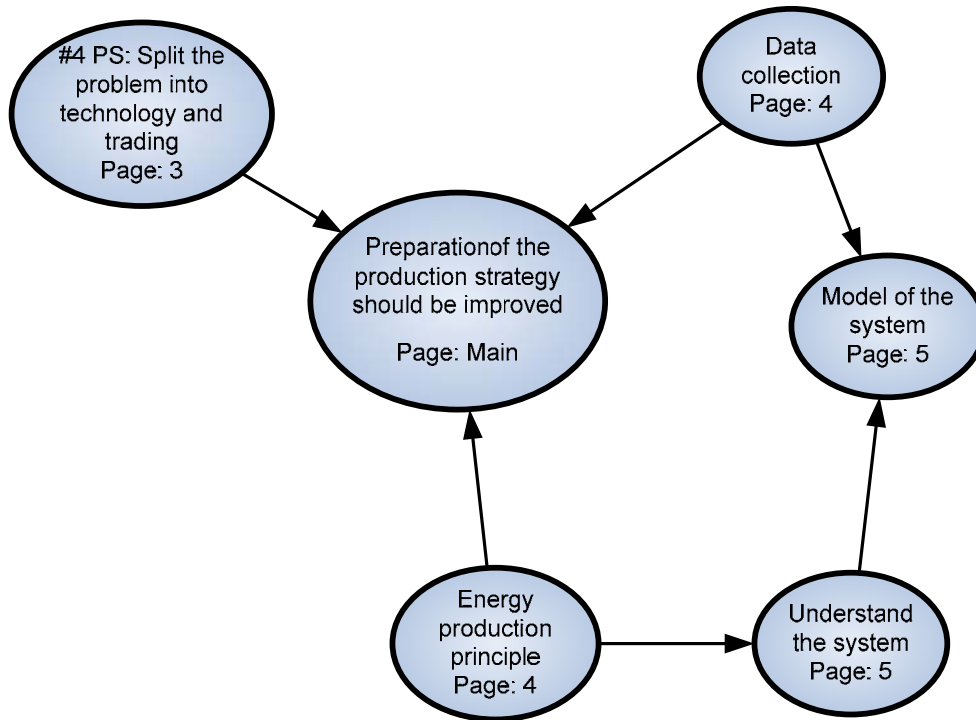 #4 PS: Split the
problem into
technology and
trading
Page: 3
Data
collection
Page: 4
Preparationof the
production strategy
should be improved
Page: Main
Model of the
system
Page: 5
Energy
production
principle
Page: 4
Understand
the system
Page: 5